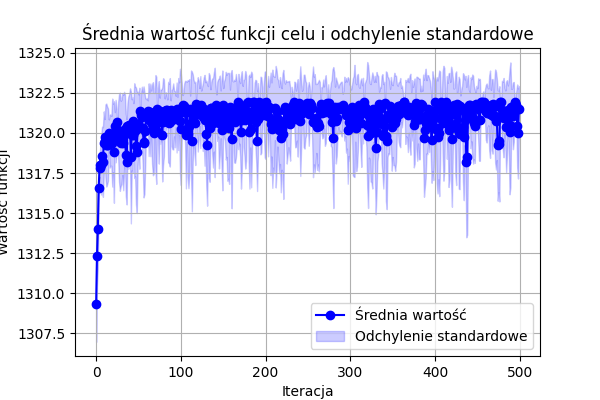 Średnia wartość funkcji celu i odchylenie standardowe
1325.0
1322.5
1320.0
1317.5
1315.0
1312.5
1310.0
1307.5
Wartość funkcji
0 100 200 300 400 500
Iteracja
Średnia wartość
Odchylenie standardowe